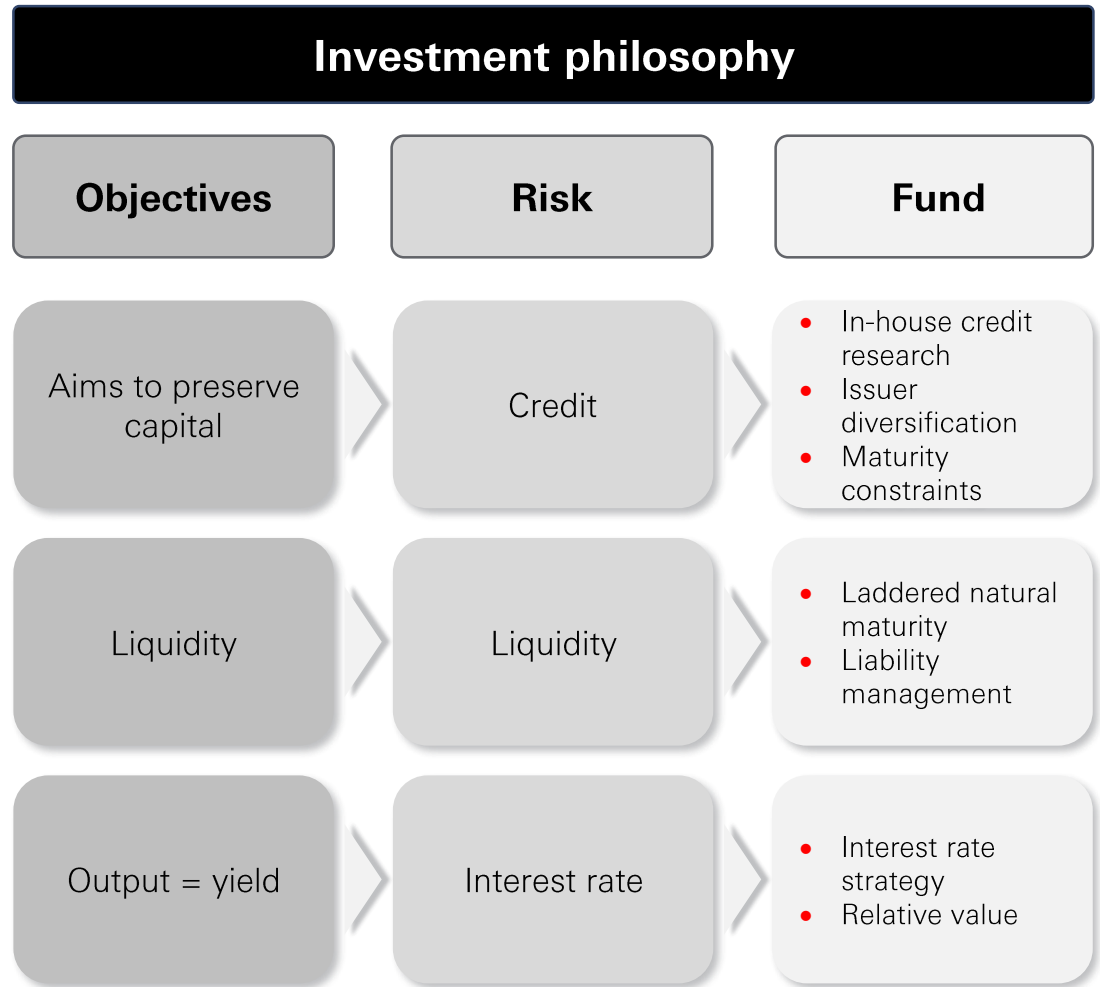 Investment philosophy
Objectives
Risk
Fund
Aims to preserve
capital
Credit
• In-house credit
research
• Issuer
diversification
• Maturity
constraints
Liquidity
Liquidity
• Laddered natural
maturity
• Liability
management
Output = yield
Interest rate
• Interest rate
strategy
• Relative value